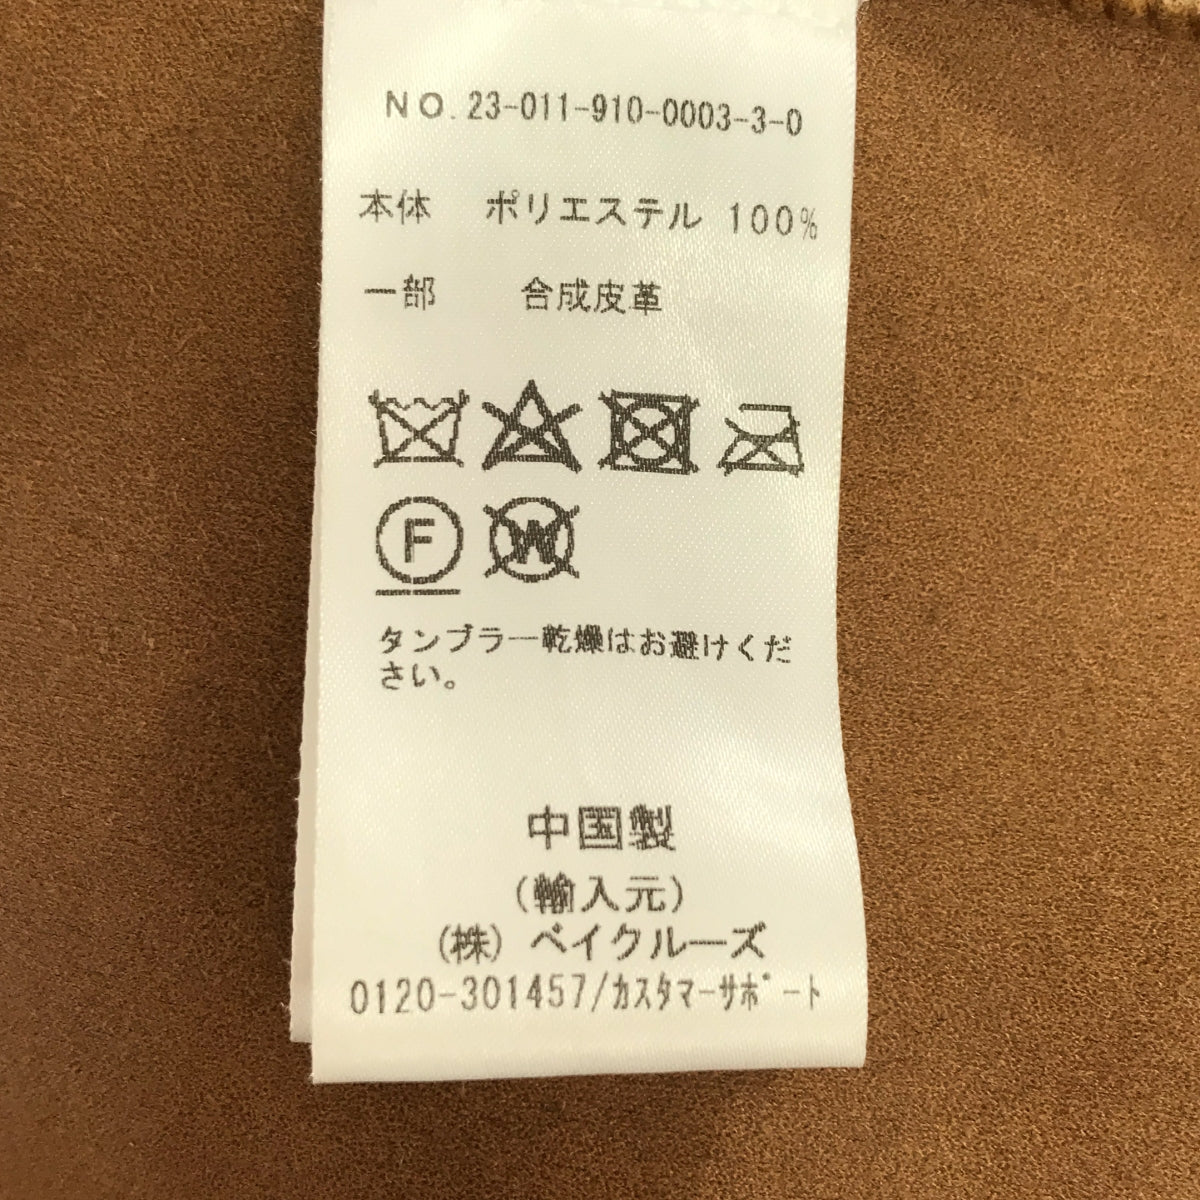 NO.23-011-910-0003-3-0
本体 ポリエステル 100%
一部 合成皮革
F W
タンブラー乾燥はお避けくだ
さい。
中国製
(輸入元)
(株) ベイクルーズ
0120-301457/ｶｽﾀﾏｰｻﾎﾟｰﾄ